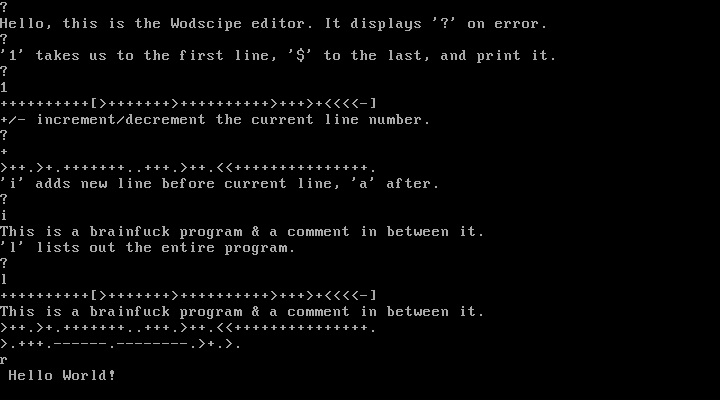 ?
Hello, this is the Wodscipe editor. It displays '?' on error.
?
'1' takes us to the first line, '$' to the last, and print it.
?
1
++++++++++[>+++++++>++++++++++>+++>+<<<<-]
+/- increment/decrement the current line number.
?
+
>++.>+.+++++++..+++.>++.<<+++++++++++++++.
'i' adds new line before current line, 'a' after.
?
i
This is a brainfuck program & a comment in between it.
'l' lists out the entire program.
?
l
++++++++++[>+++++++>++++++++++>+++>+<<<<-]
This is a brainfuck program & a comment in between it.
>++.>+.+++++++..+++.>++.<<+++++++++++++++.
>.+++.------.--------.>+.>.
r
 Hello World!